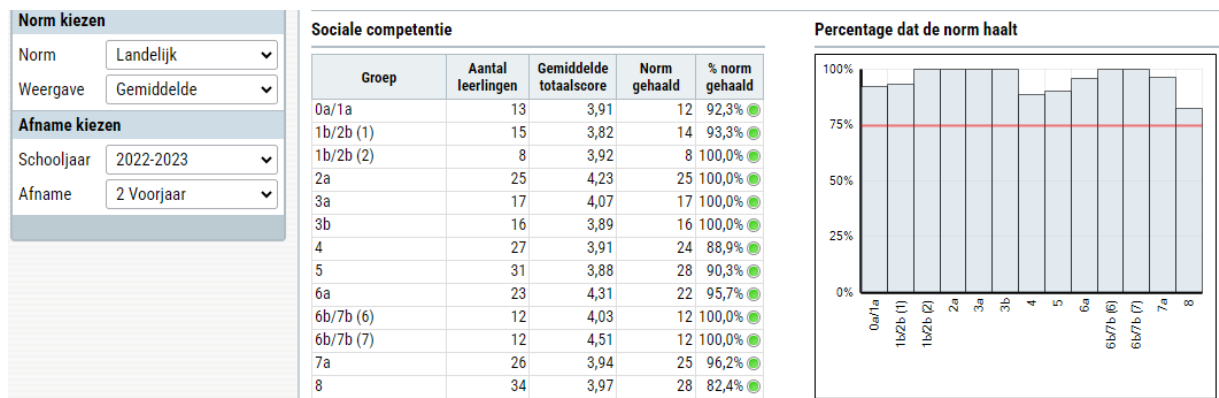 Norm kiezen
Norm Landelijk
Weergave Gemiddelde
Afname kiezen
Schooljaar 2022-2023
Afname 2 Voorjaar
Sociale competentie
Groep Aantal leerlingen Gemiddelde totaalscore Norm gehaald % norm gehaald
0a/1a 13 3,91 12 92,3%
1b/2b (1) 15 3,82 14 93,3%
1b/2b (2) 8 3,92 8 100,0%
2a 25 4,23 25 100,0%
3a 17 4,07 17 100,0%
3b 16 3,89 16 100,0%
4 27 3,91 24 88,9%
5 31 3,88 28 90,3%
6a 23 4,31 22 95,7%
6b/7b (6) 12 4,03 12 100,0%
6b/7b (7) 12 4,51 12 100,0%
7a 26 3,94 25 96,2%
8 34 3,97 28 82,4%
Percentage dat de norm haalt
100%
75%
50%
25%
0%
0a/1a 1b/2b (1) 1b/2b (2) 2a 3a 3b 4 5 6a 6b/7b (6) 6b/7b (7) 7a 8